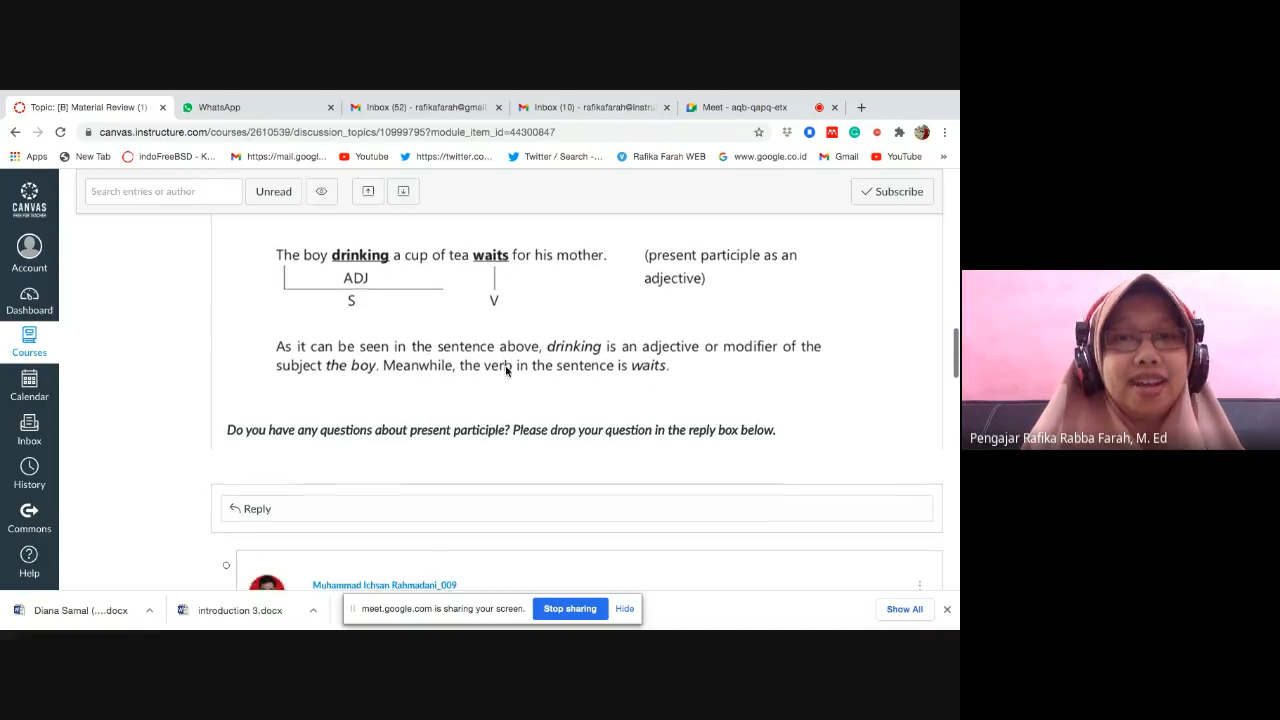 Topic: [B] Material Review (1)
WhatsApp
Inbox (52) - rafikafarah@gmail.
Inbox (10) - rafikafarah@instru
Meet - aqb-qapq-etx
canvas.instructure.com/courses/2610539/discussion_topics/10999795?module_item_id=44300847
Apps
New Tab
indoFreeBSD - K...
https://mail.googl...
Youtube
https://twitter.co...
Twitter / Search -...
Rafika Farah WEB
www.google.co.id
Gmail
YouTube
»
CANVAS
FREE FOR TEACHER
Account
Dashboard
Courses
Calendar
Inbox
History
Commons
Help
Search entries or author
Unread
Subscribe
The boy drinking a cup of tea waits for his mother.
(present participle as an
adjective)
ADJ
S
V
As it can be seen in the sentence above, drinking is an adjective or modifier of the
subject the boy. Meanwhile, the verb in the sentence is waits.
Do you have any questions about present participle? Please drop your question in the reply box below.
Reply
Muhammad Ichsan Rahmadani_009
Diana Samal (....docx
introduction 3.docx
meet.google.com is sharing your screen.
Stop sharing
Hide
Show All
Pengajar Rafika Rabba Farah, M. Ed